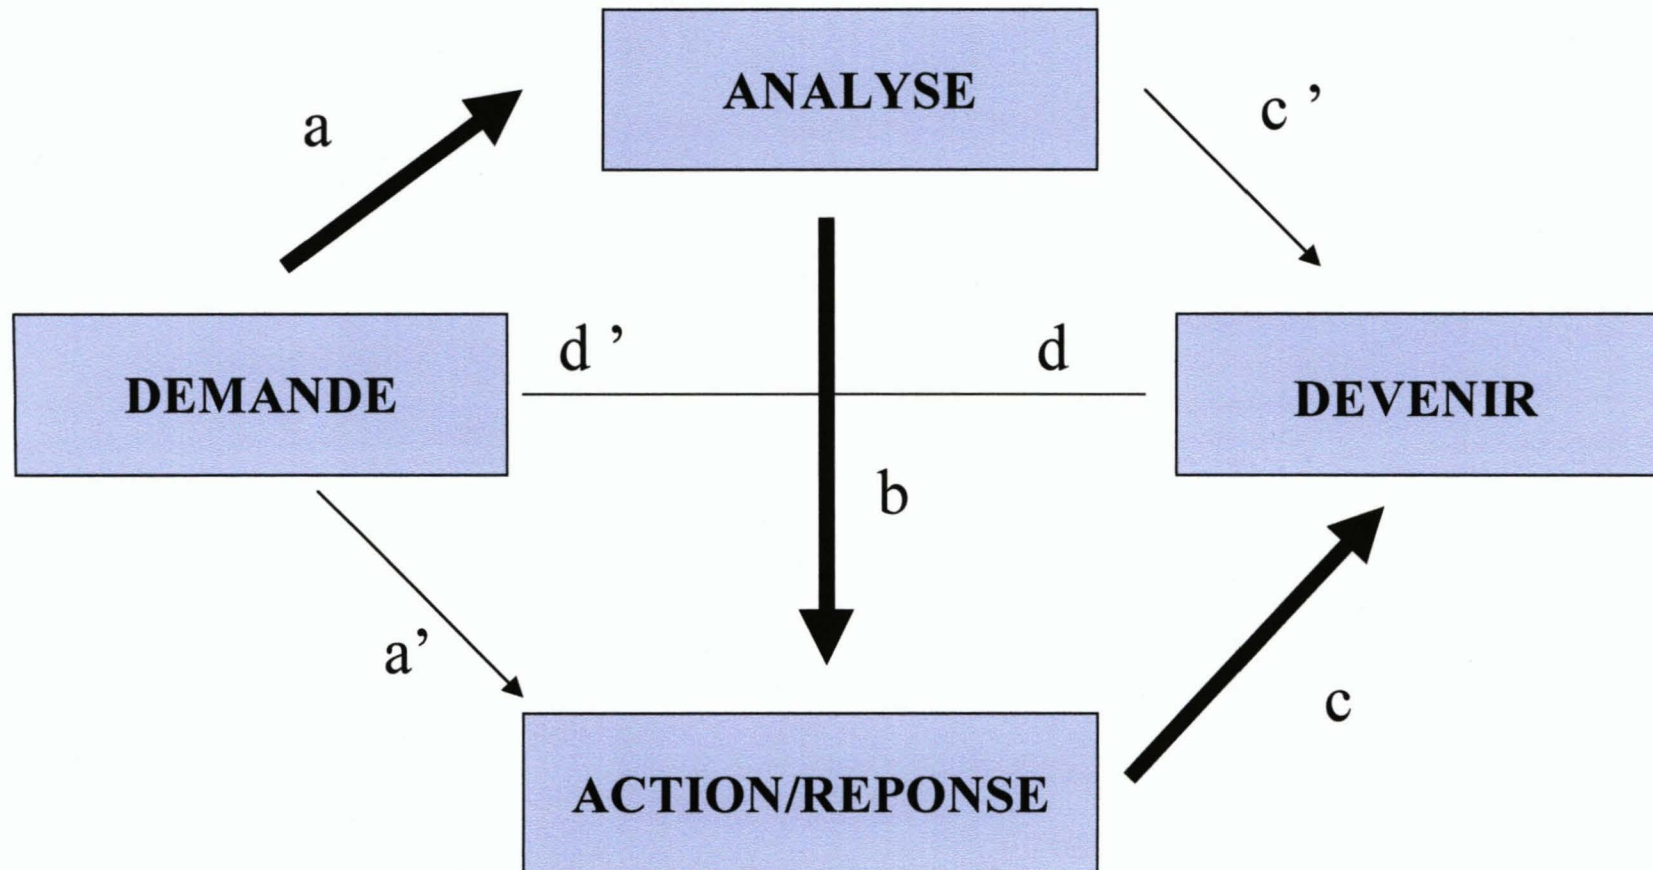 ANALYSE
a
c ’
d ’
d
DEMANDE
DEVENIR
b
a’
c
ACTION/REPONSE